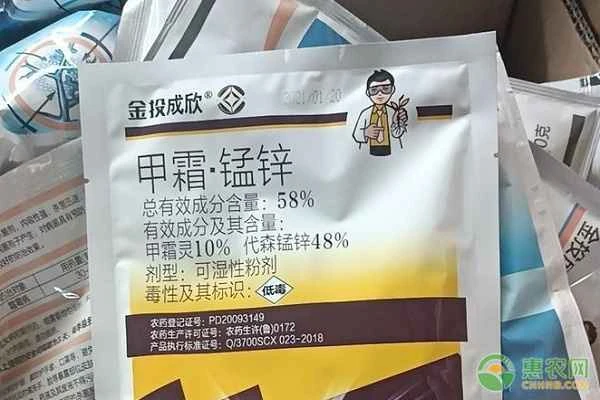 金投成欣®
2021/01/20
甲霜·锰锌
总有效成分含量：58%
有效成分及其含量：
甲霜灵10% 代森锰锌48%
剂型：可湿性粉剂
毒性及其标识：低毒
农药登记证号：PD20093149
农药生产许可证号：农药生许(鲁)0172
产品执行标准证号：Q/3700SCX 023-2018
惠农网
CNHNB.COM